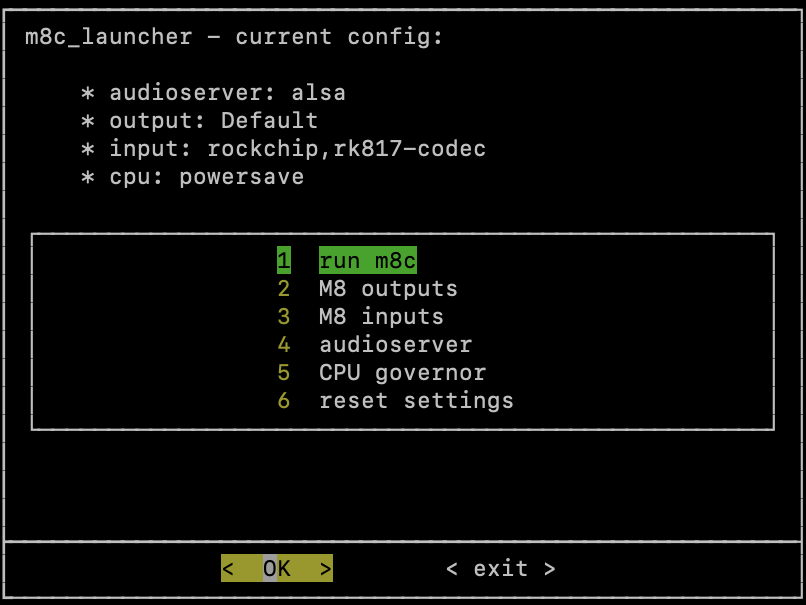 m8c_launcher - current config:
* audioserver: alsa
* output: Default
* input: rockchip,rk817-codec
* cpu: powersave
1 run m8c
2 M8 outputs
3 M8 inputs
4 audioserver
5 CPU governor
6 reset settings
< OK > < exit >